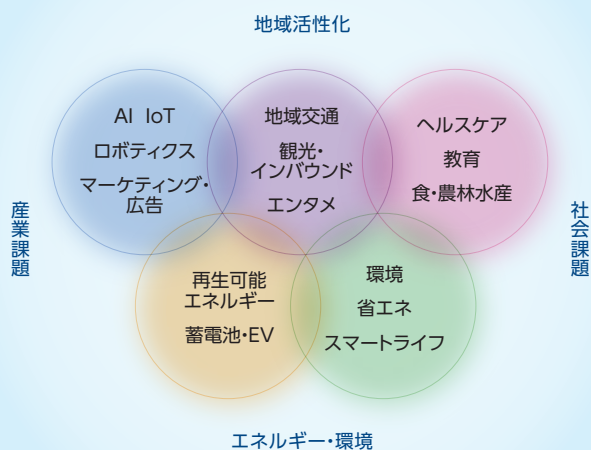 地域活性化
AI IoT
ロボティクス
マーケティング・
広告
地域交通
観光・
インバウンド
エンタメ
ヘルスケア
教育
食・農林水産
産業課題
社会課題
再生可能
エネルギー
蓄電池・EV
環境
省エネ
スマートライフ
エネルギー・環境